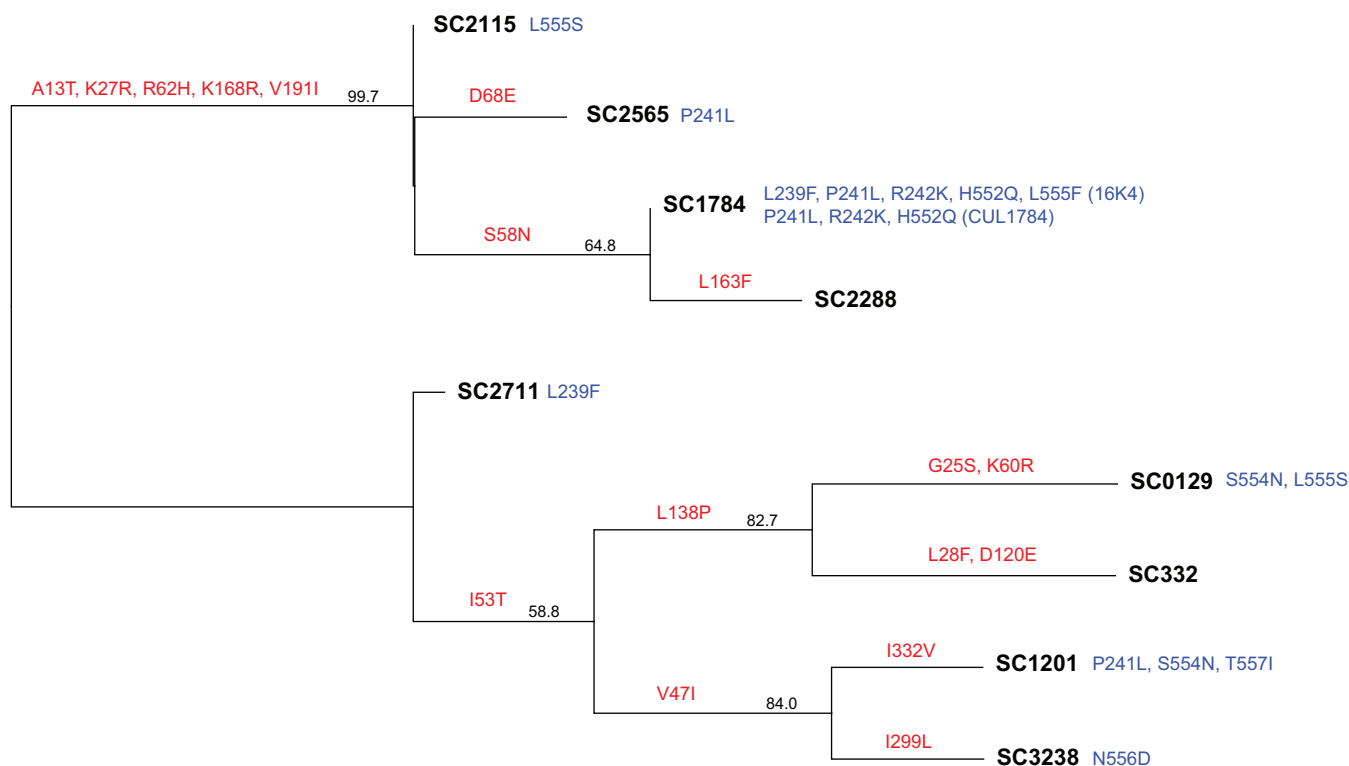 SC2115 L555S
A13T, K27R, R62H, K168R, V191I 99.7
D68E
SC2565 P241L
SC1784 L239F, P241L, R242K, H552Q, L555F (16K4)
P241L, R242K, H552Q (CUL1784)
S58N 64.8
L163F
SC2288
SC2711 L239F
G25S, K60R
SC0129 S554N, L555S
L138P 82.7
L28F, D120E
SC332
I53T 58.8
I332V
SC1201 P241L, S554N, T557I
V47I 84.0
I299L
SC3238 N556D